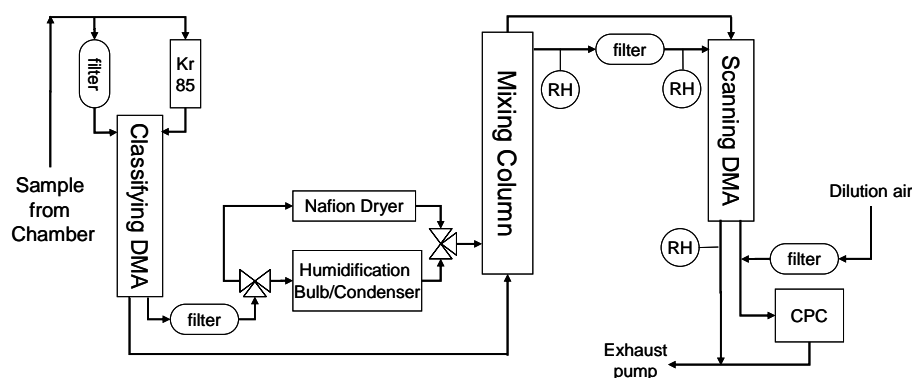 Sample
from
Chamber
filter
Kr
85
Classifying DMA
filter
Nafion Dryer
Humidification
Bulb/Condenser
Mixing Column
RH
filter
RH
Scanning DMA
RH
Dilution air
filter
CPC
Exhaust
pump